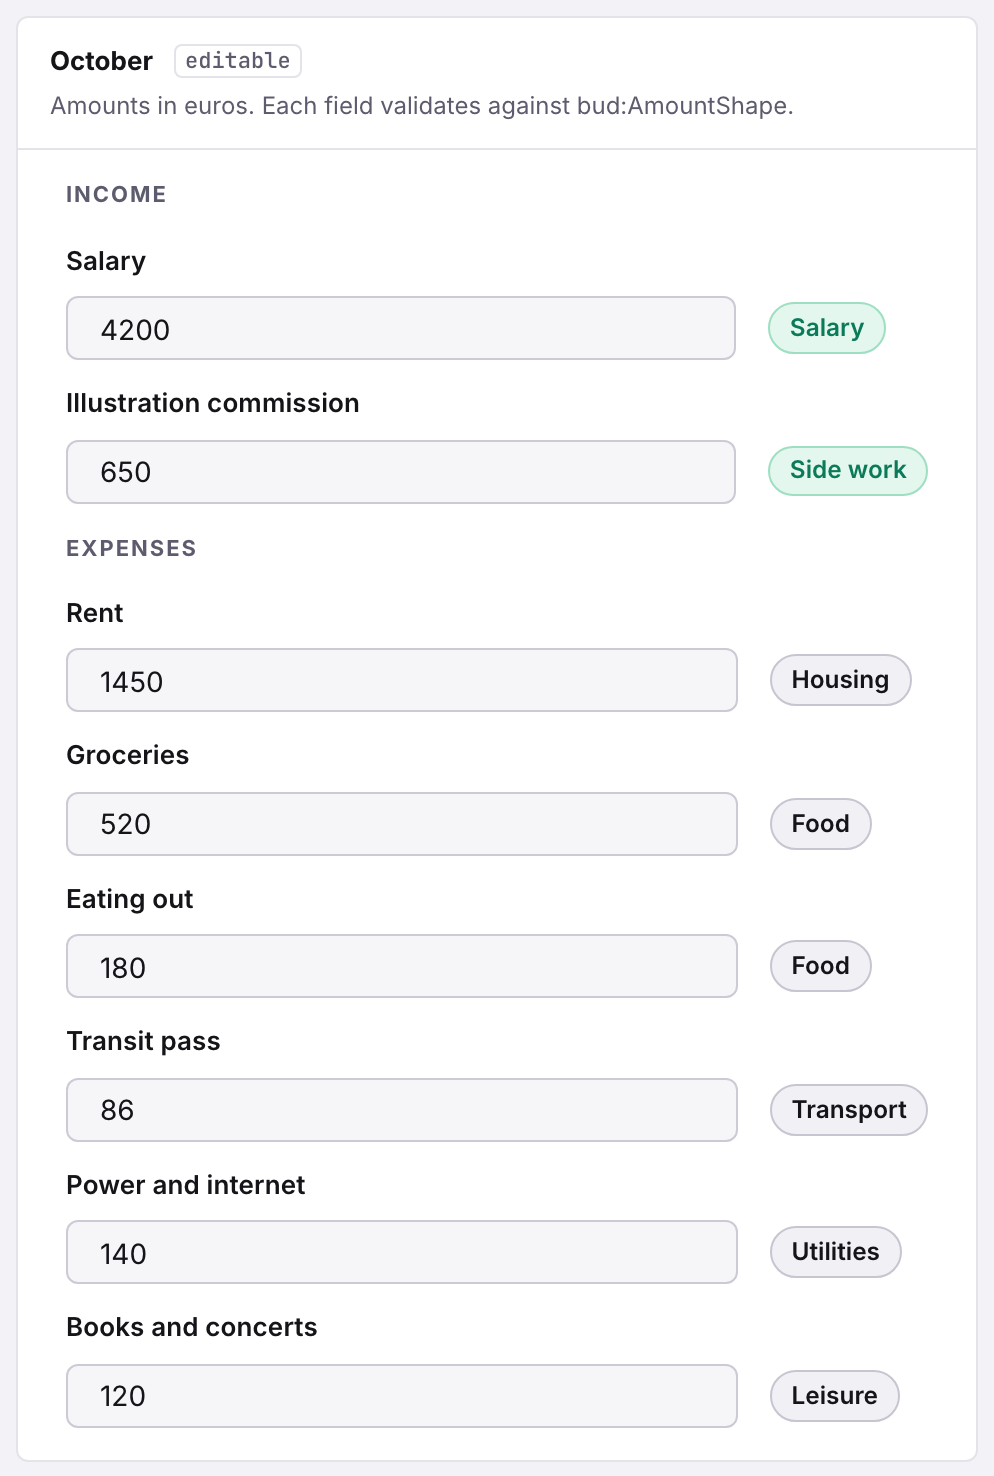 October editable
Amounts in euros. Each field validates against bud:AmountShape.
INCOME
Salary
4200 Salary
Illustration commission
650 Side work
EXPENSES
Rent
1450 Housing
Groceries
520 Food
Eating out
180 Food
Transit pass
86 Transport
Power and internet
140 Utilities
Books and concerts
120 Leisure